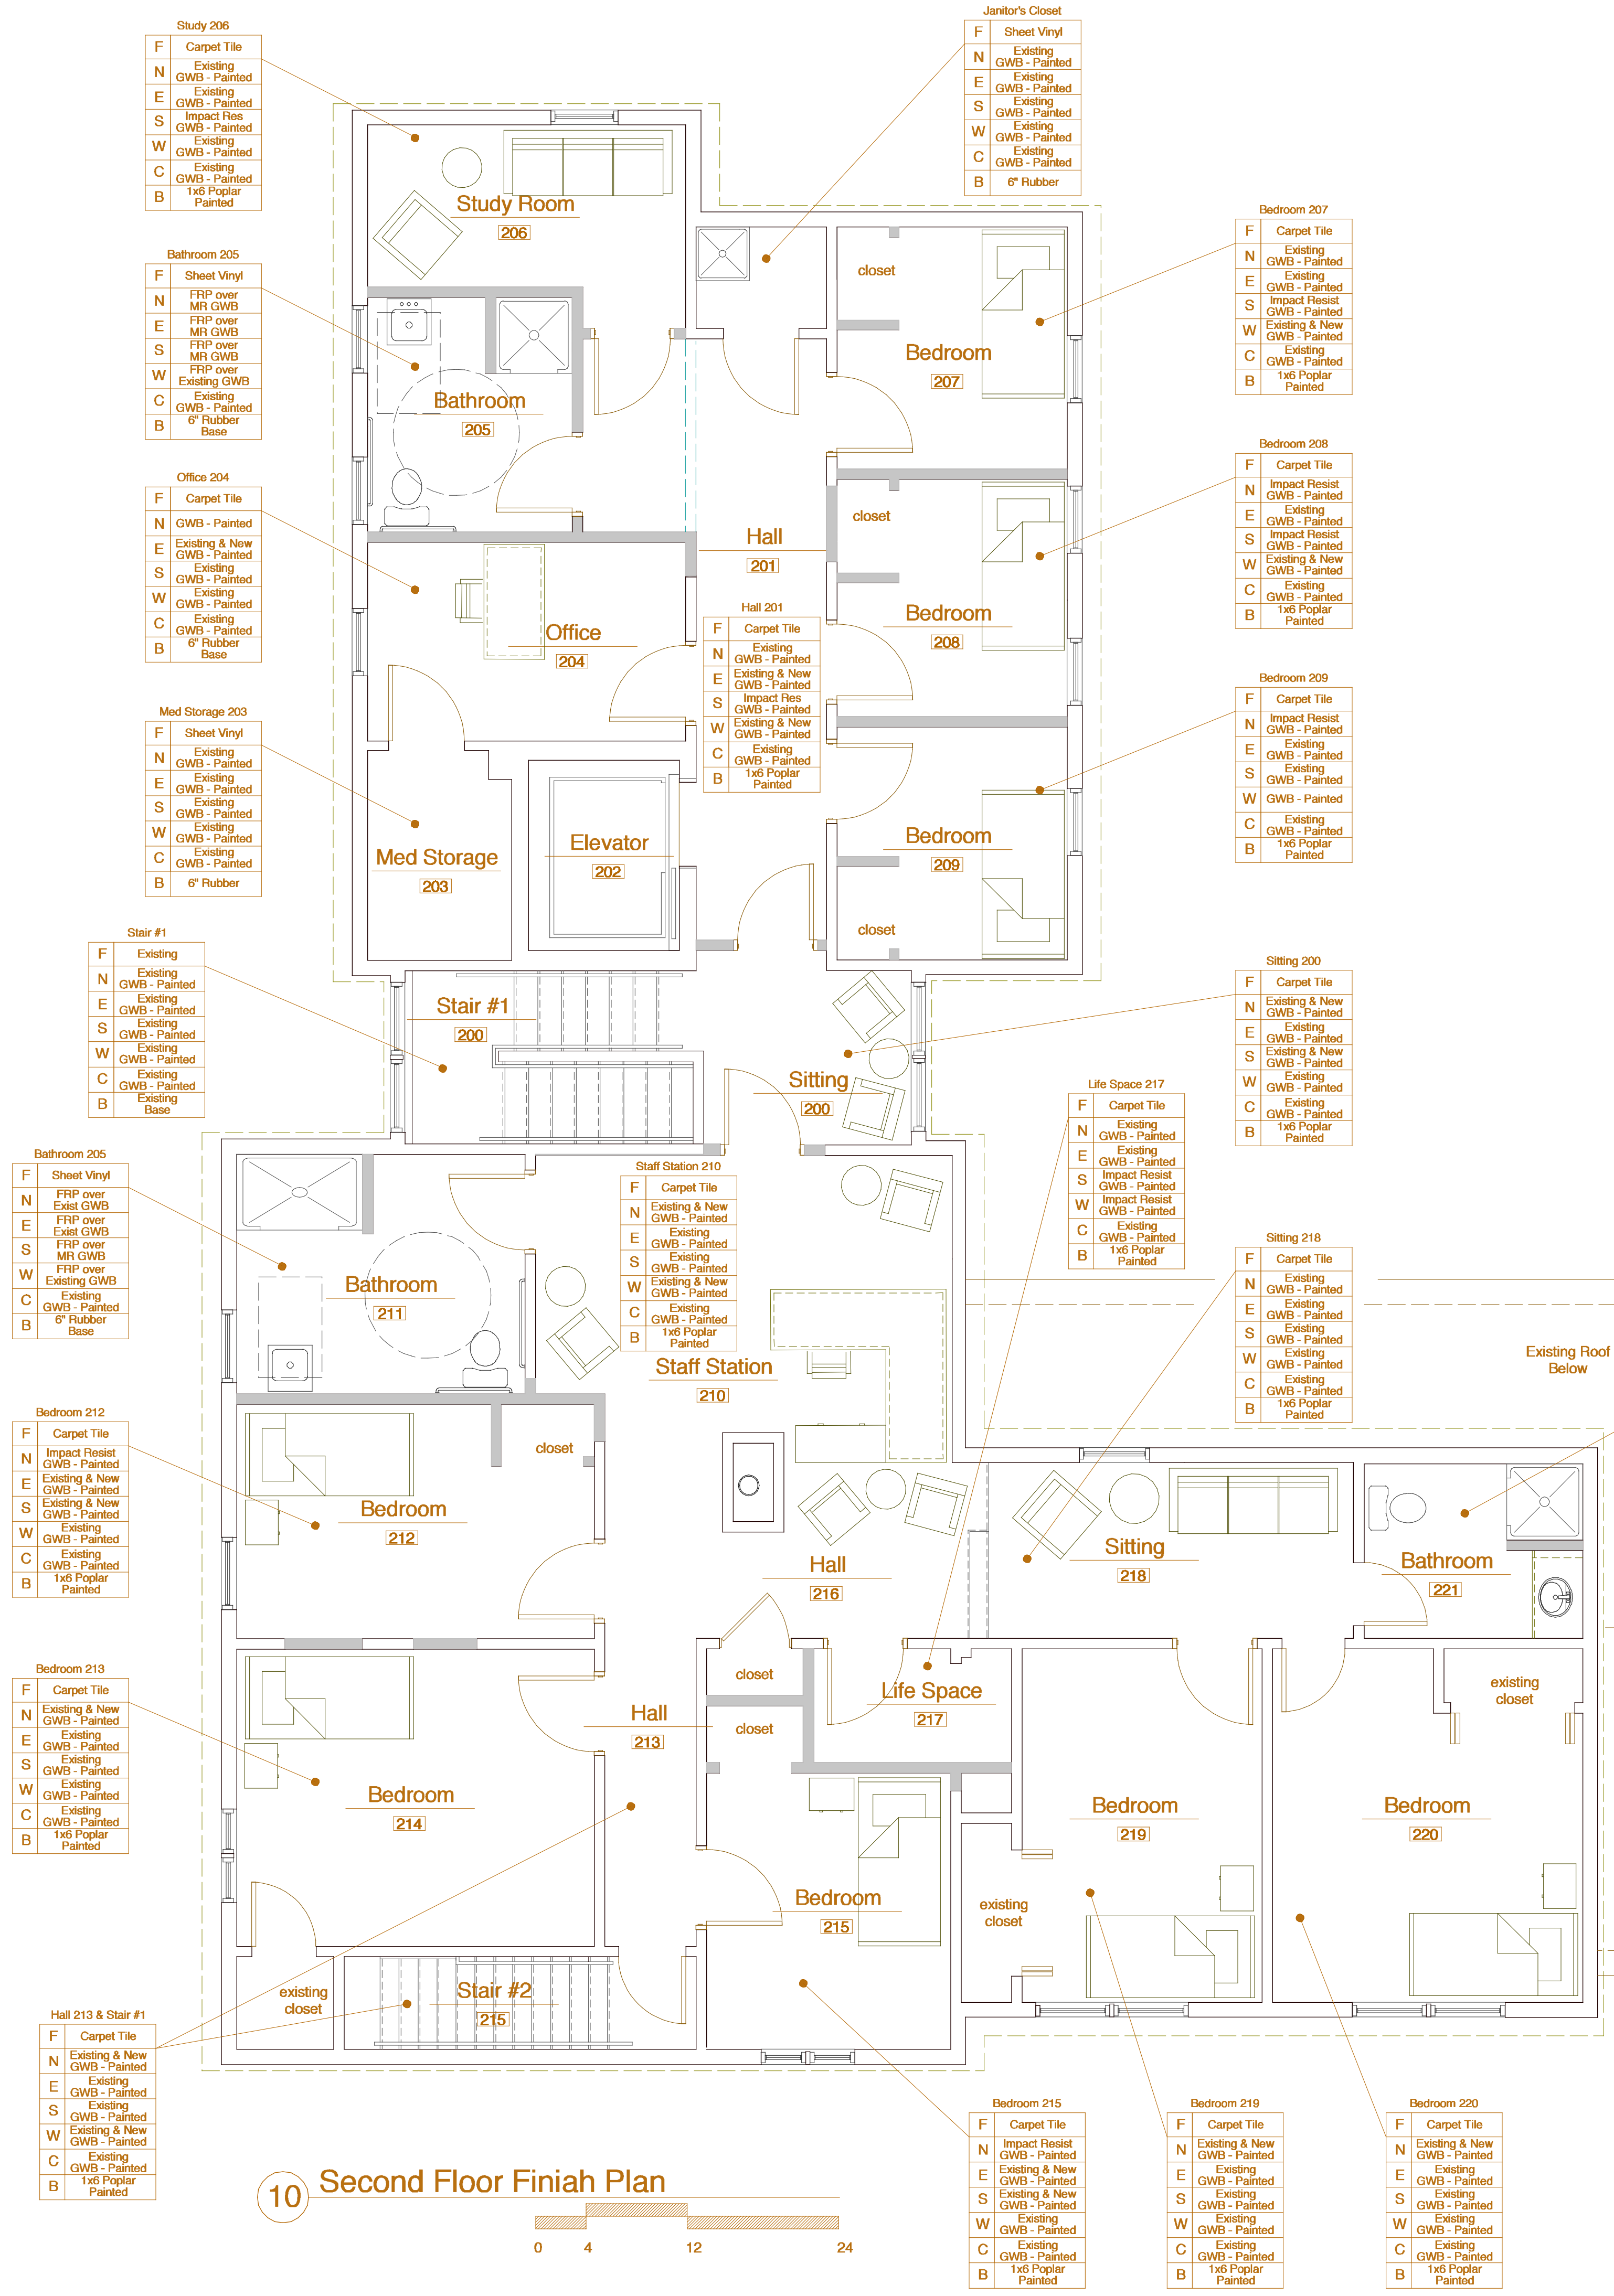 Study 206
F Carpet Tile
N Existing
GWB - Painted
E Existing
GWB - Painted
S Impact Res
GWB - Painted
W Existing
GWB - Painted
C Existing
GWB - Painted
B 1x6 Poplar
Painted
Janitor's Closet
F Sheet Vinyl
N Existing
GWB - Painted
E Existing
GWB - Painted
S Existing
GWB - Painted
W Existing
GWB - Painted
C Existing
GWB - Painted
B 6" Rubber
Bathroom 205
F Sheet Vinyl
N FRP over
MR GWB
E FRP over
MR GWB
S FRP over
MR GWB
W FRP over
Existing GWB
C Existing
GWB - Painted
B 6" Rubber
Base
Bedroom 207
F Carpet Tile
N Existing
GWB - Painted
E Existing
GWB - Painted
S Impact Resist
GWB - Painted
W Existing & New
GWB - Painted
C Existing
GWB - Painted
B 1x6 Poplar
Painted
Office 204
F Carpet Tile
N GWB - Painted
E Existing & New
GWB - Painted
S Existing
GWB - Painted
W Existing
GWB - Painted
C Existing
GWB - Painted
B 6" Rubber
Base
Bedroom 208
F Carpet Tile
N Impact Resist
GWB - Painted
E Existing
GWB - Painted
S Impact Resist
GWB - Painted
W Existing & New
GWB - Painted
C Existing
GWB - Painted
B 1x6 Poplar
Painted
Med Storage 203
F Sheet Vinyl
N Existing
GWB - Painted
E Existing
GWB - Painted
S Existing
GWB - Painted
W Existing
GWB - Painted
C Existing
GWB - Painted
B 6" Rubber
Bedroom 209
F Carpet Tile
N Impact Resist
GWB - Painted
E Existing
GWB - Painted
S Existing
GWB - Painted
W GWB - Painted
C Existing
GWB - Painted
B 1x6 Poplar
Painted
Study Room
206
closet
Bedroom
207
Bathroom
205
closet
Hall
201
Bedroom
208
Office
204
Hall 201
F Carpet Tile
N Existing
GWB - Painted
E Existing & New
GWB - Painted
S Impact Res
GWB - Painted
W Existing & New
GWB - Painted
C Existing
GWB - Painted
B 1x6 Poplar
Painted
Med Storage
203
Elevator
202
Bedroom
209
closet
Stair #1
F Existing
N Existing
GWB - Painted
E Existing
GWB - Painted
S Existing
GWB - Painted
W Existing
GWB - Painted
C Existing
GWB - Painted
B Existing
Base
Stair #1
200
Sitting
200
Sitting 200
F Carpet Tile
N Existing & New
GWB - Painted
E Existing
GWB - Painted
S Existing & New
GWB - Painted
W Existing
GWB - Painted
C Existing
GWB - Painted
B 1x6 Poplar
Painted
Life Space 217
F Carpet Tile
N Existing
GWB - Painted
E Existing
GWB - Painted
S Impact Resist
GWB - Painted
W Impact Resist
GWB - Painted
C Existing
GWB - Painted
B 1x6 Poplar
Painted
Bathroom 205
F Sheet Vinyl
N FRP over
Exist GWB
E FRP over
Exist GWB
S FRP over
MR GWB
W FRP over
Existing GWB
C Existing
GWB - Painted
B 6" Rubber
Base
Staff Station 210
F Carpet Tile
N Existing & New
GWB - Painted
E Existing
GWB - Painted
S Existing
GWB - Painted
W Existing & New
GWB - Painted
C Existing
GWB - Painted
B 1x6 Poplar
Painted
Sitting 218
F Carpet Tile
N Existing
GWB - Painted
E Existing
GWB - Painted
S Existing
GWB - Painted
W Existing
GWB - Painted
C Existing
GWB - Painted
B 1x6 Poplar
Painted
Bathroom
211
Staff Station
210
Existing Roof
Below
Bedroom 212
F Carpet Tile
N Impact Resist
GWB - Painted
E Existing & New
GWB - Painted
S Existing & New
GWB - Painted
W Existing
GWB - Painted
C Existing
GWB - Painted
B 1x6 Poplar
Painted
closet
Bedroom
212
Hall
216
Sitting
218
Bathroom
221
Bedroom 213
F Carpet Tile
N Existing & New
GWB - Painted
E Existing
GWB - Painted
S Existing
GWB - Painted
W Existing
GWB - Painted
C Existing
GWB - Painted
B 1x6 Poplar
Painted
closet
Life Space
217
existing
closet
Hall
213
closet
Bedroom
214
Bedroom
219
Bedroom
220
Bedroom
215
existing
closet
existing
closet
Stair #2
215
Hall 213 & Stair #1
F Carpet Tile
N Existing & New
GWB - Painted
E Existing
GWB - Painted
S Existing
GWB - Painted
W Existing & New
GWB - Painted
C Existing
GWB - Painted
B 1x6 Poplar
Painted
Bedroom 215
F Carpet Tile
N Impact Resist
GWB - Painted
E Existing & New
GWB - Painted
S Existing & New
GWB - Painted
W Existing
GWB - Painted
C Existing
GWB - Painted
B 1x6 Poplar
Painted
Bedroom 219
F Carpet Tile
N Existing & New
GWB - Painted
E Existing
GWB - Painted
S Existing
GWB - Painted
W Existing
GWB - Painted
C Existing
GWB - Painted
B 1x6 Poplar
Painted
Bedroom 220
F Carpet Tile
N Existing & New
GWB - Painted
E Existing
GWB - Painted
S Existing
GWB - Painted
W Existing
GWB - Painted
C Existing
GWB - Painted
B 1x6 Poplar
Painted
10 Second Floor Finiah Plan
0 4 12 24